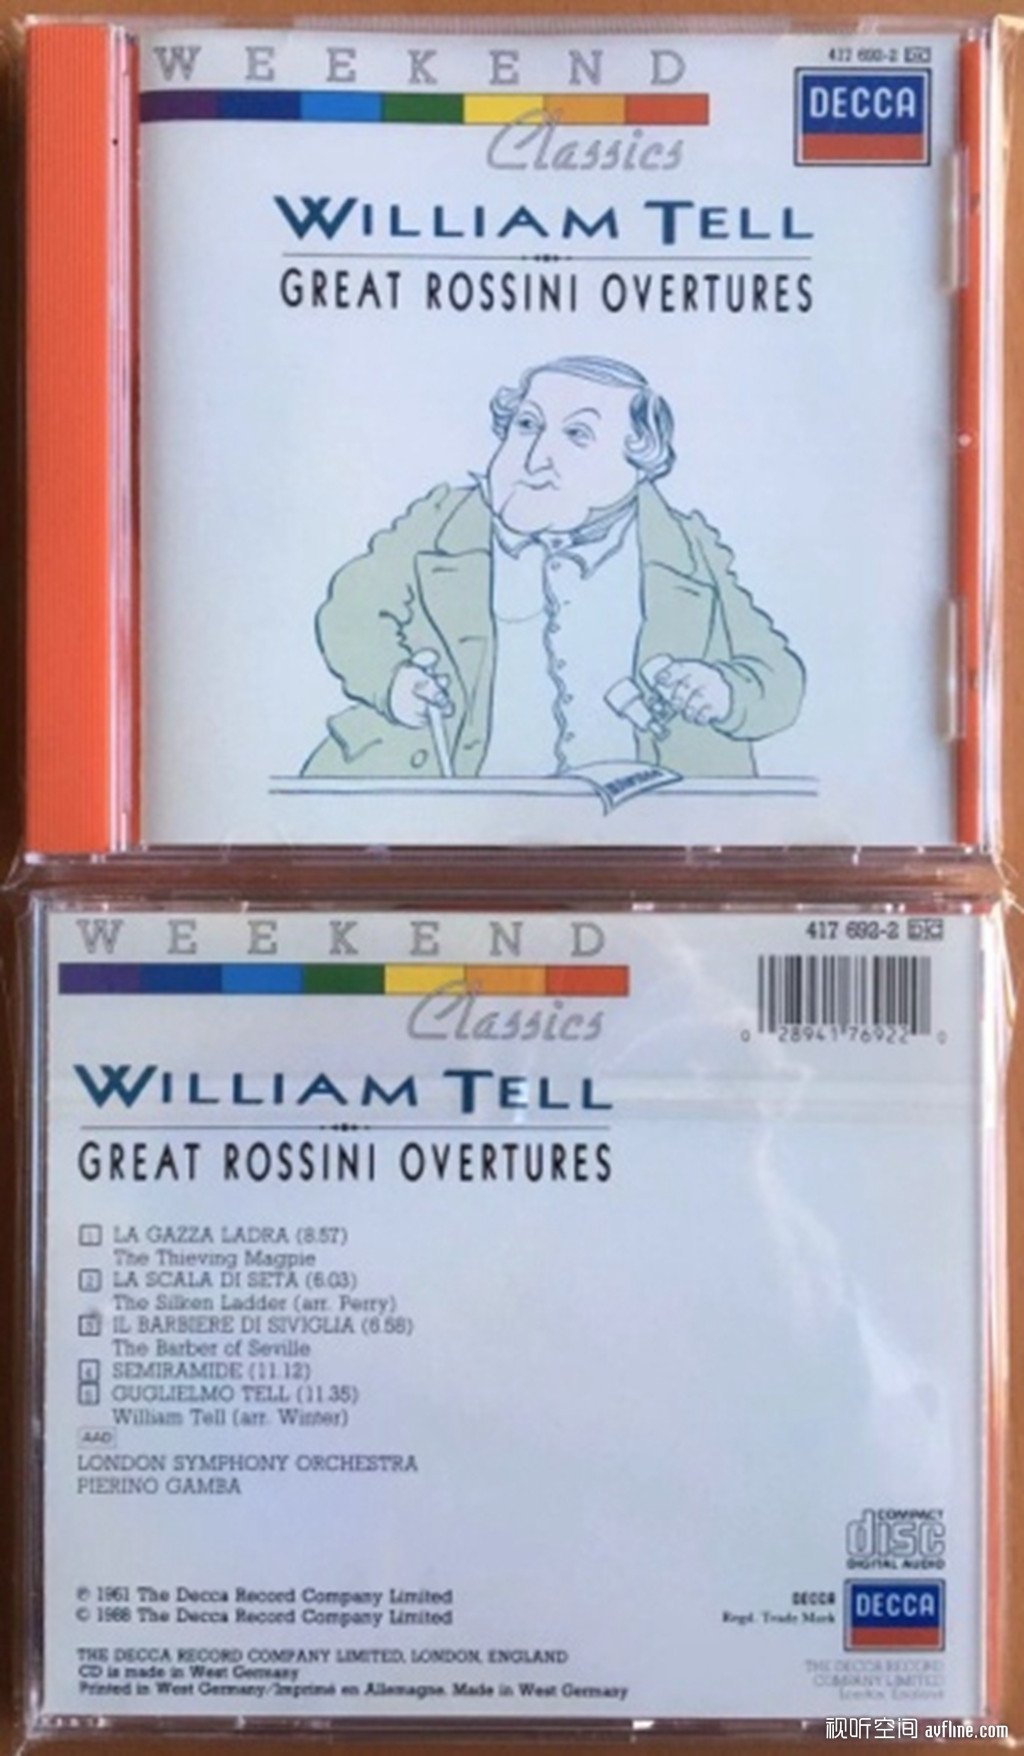 WEEKEND
417 692-2 DC
DECCA
Classics
WILLIAM TELL
GREAT ROSSINI OVERTURES
WEEKEND
417 692-2 DC
Classics
0 28941 76922 0
WILLIAM TELL
GREAT ROSSINI OVERTURES
1 LA GAZZA LADRA (8.57)
The Thieving Magpie
2 LA SCALA DI SETA (6.03)
The Silken Ladder (arr. Perry)
3 IL BARBIERE DI SIVIGLIA (6.58)
The Barber of Seville
4 SEMIRAMIDE (11.12)
5 GUGLIELMO TELL (11.35)
William Tell (arr. Winter)
AAD
LONDON SYMPHONY ORCHESTRA
PIERINO GAMBA
COMPACT
disc
DIGITAL AUDIO
℗ 1961 The Decca Record Company Limited
© 1988 The Decca Record Company Limited
DECCA
Regd. Trade Mark
DECCA
THE DECCA RECORD COMPANY LIMITED, LONDON, ENGLAND
CD is made in West Germany
Printed in West Germany/Imprimé en Allemagne. Made in West Germany
THE DECCA RECORD
COMPANY LIMITED
London, England
视听空间 avfline.com